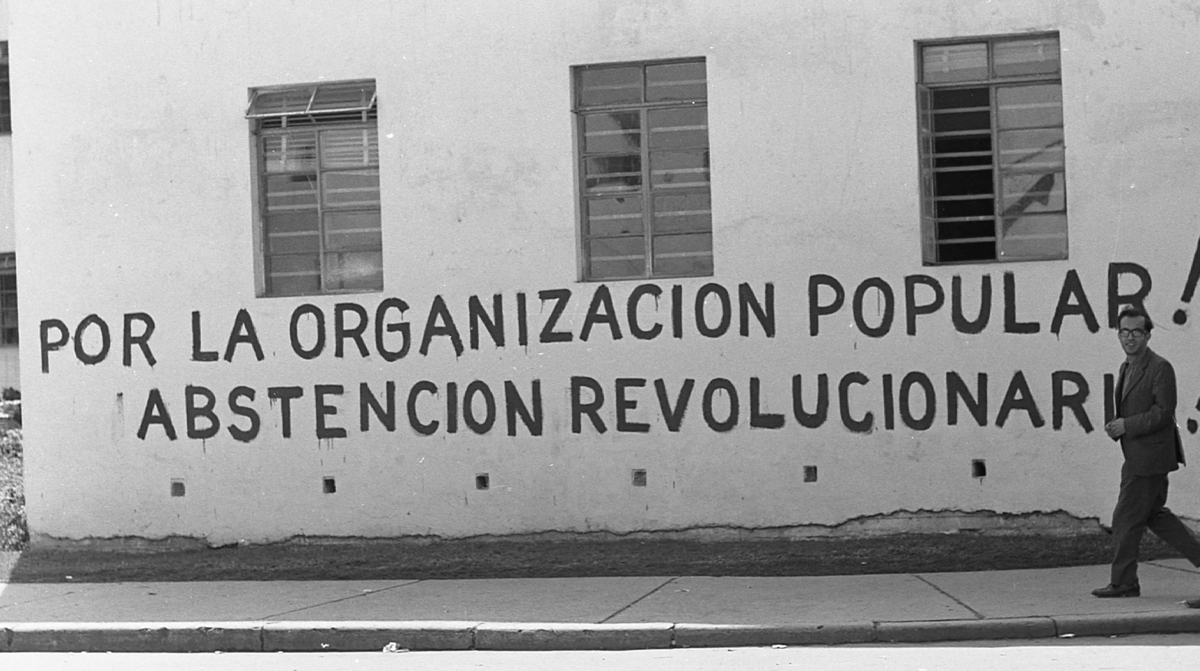 POR LA ORGANIZACION POPULAR!
ABSTENCION REVOLUCIONARI